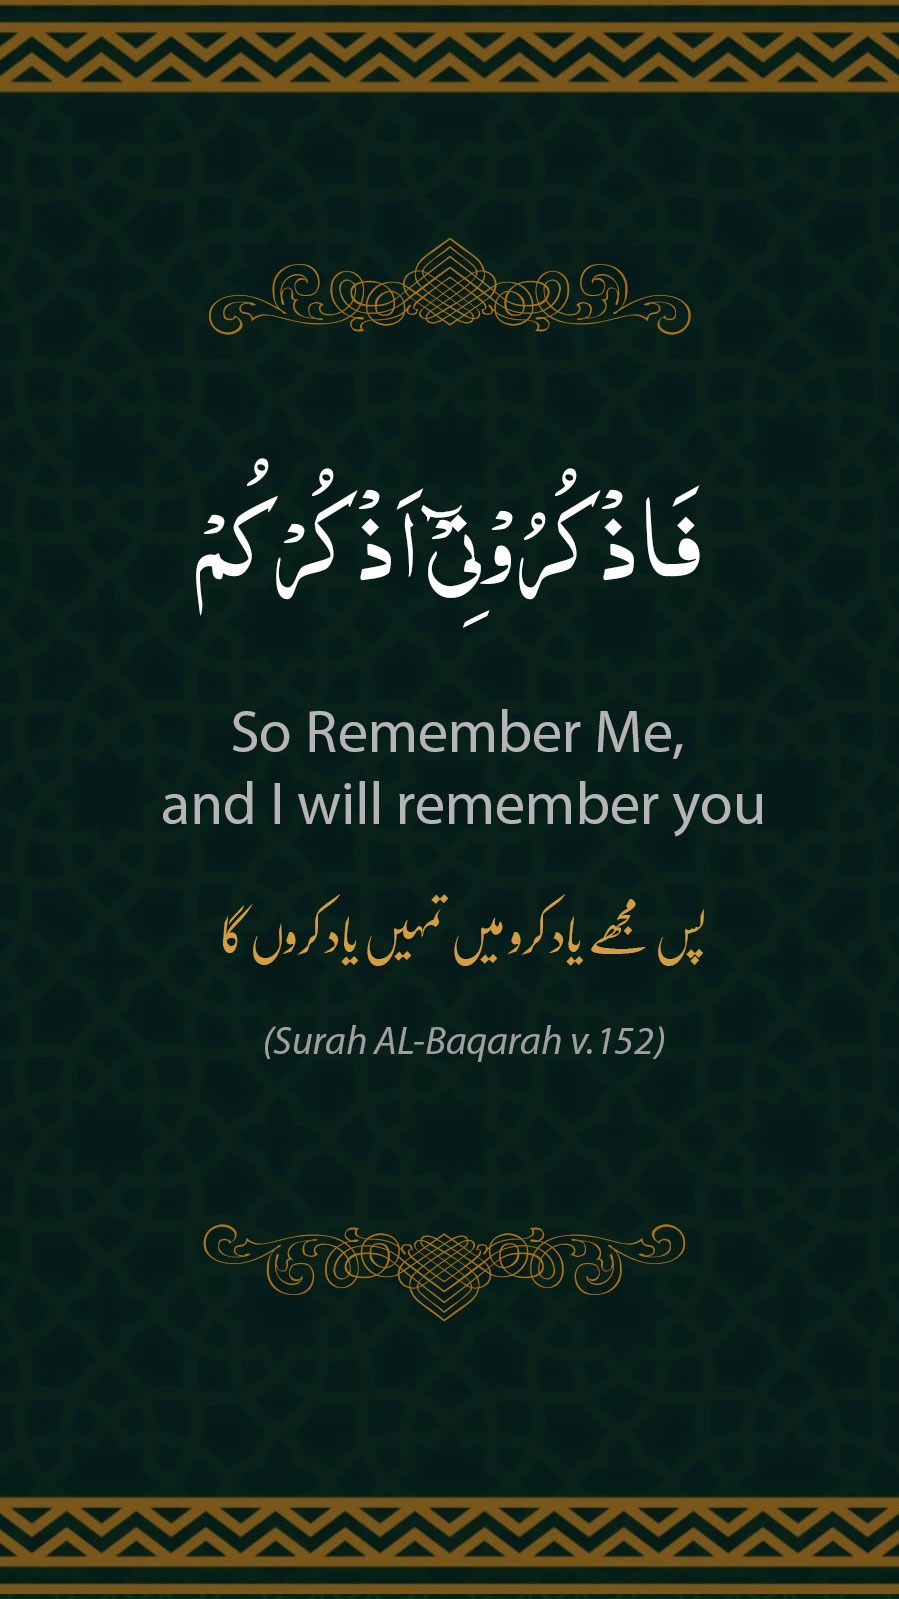 فَاذْكُرُوْنِیْۤ اَذْكُرْكُمْ
So Remember Me,
and I will remember you
پس مجھے یاد کرو میں تمہیں یاد کروں گا
(Surah AL-Baqarah v.152)